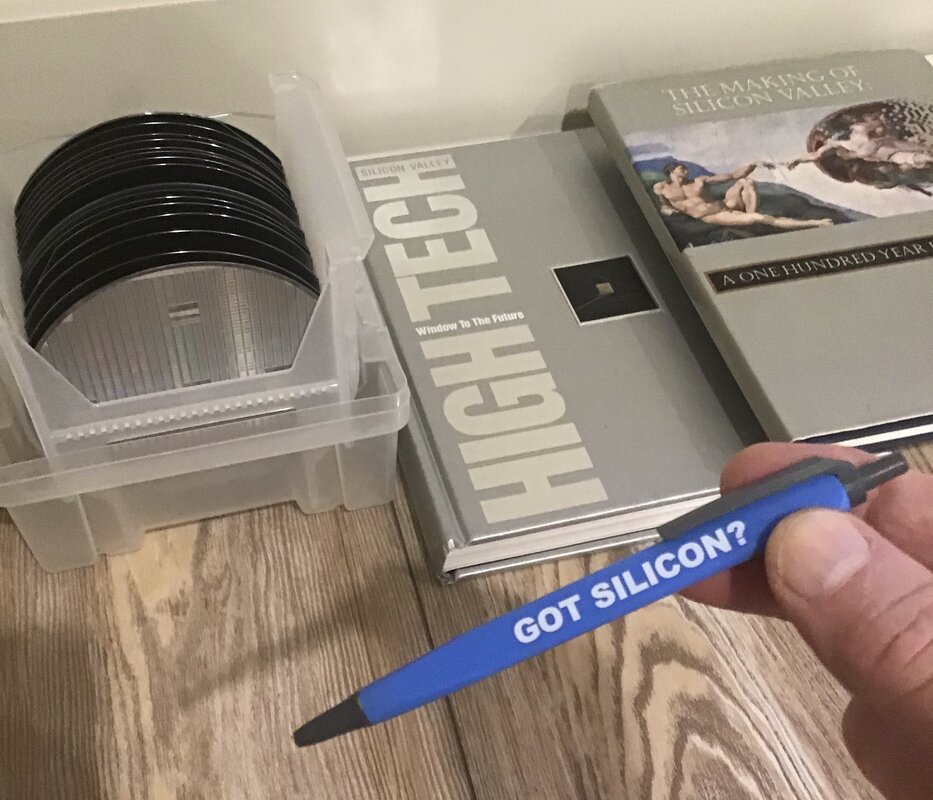 SILICON VALLEY
HIGH TECH
Window To The Future
THE MAKING OF
SILICON VALLEY:
A ONE HUNDRED YEAR
GOT SILICON?